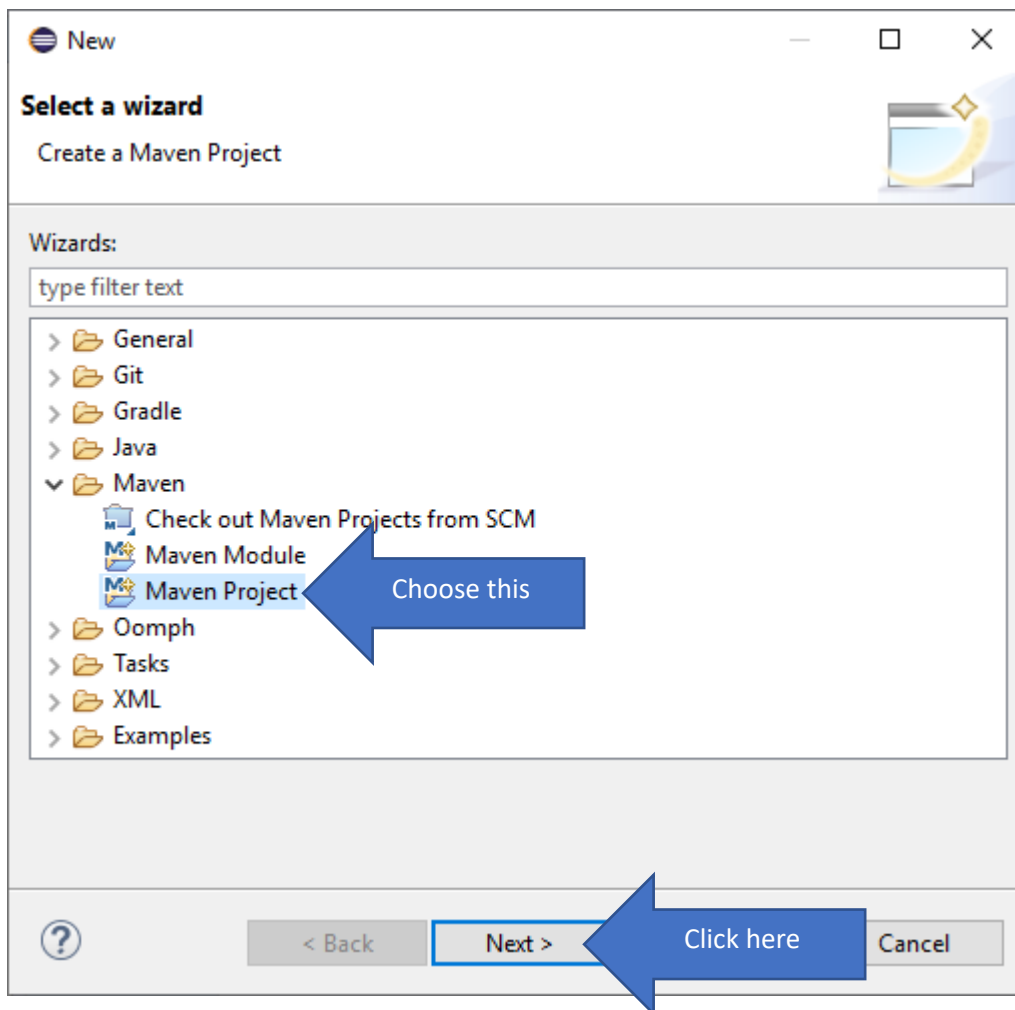 New
Select a wizard
Create a Maven Project
Wizards:
type filter text
General
Git
Gradle
Java
Maven
Check out Maven Projects from SCM
Maven Module
Maven Project
Choose this
Oomph
Tasks
XML
Examples
< Back
Next >
Click here
Cancel